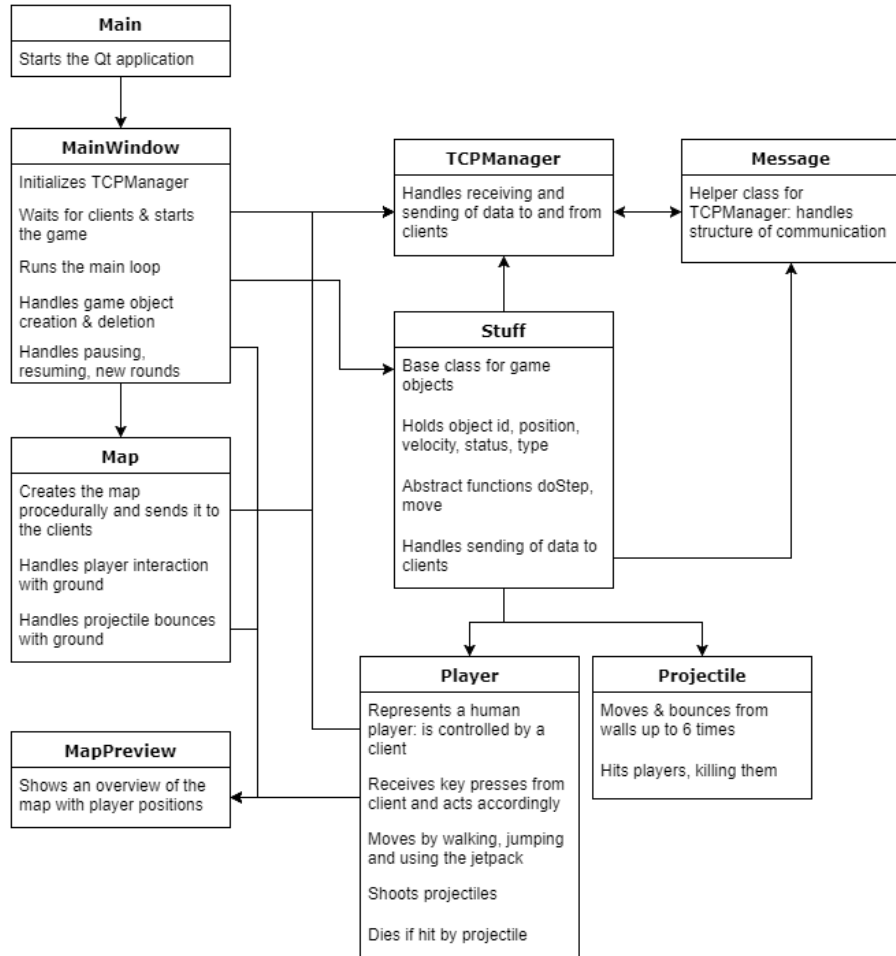 Main
Starts the Qt application
MainWindow
Initializes TCPManager
Waits for clients & starts
the game
Runs the main loop
Handles game object
creation & deletion
Handles pausing,
resuming, new rounds
TCPManager
Handles receiving and
sending of data to and from
clients
Message
Helper class for
TCPManager: handles
structure of communication
Stuff
Base class for game
objects
Holds object id, position,
velocity, status, type
Abstract functions doStep,
move
Handles sending of data to
clients
Map
Creates the map
procedurally and sends it to
the clients
Handles player interaction
with ground
Handles projectile bounces
with ground
Player
Represents a human
player: is controlled by a
client
Receives key presses from
client and acts accordingly
Moves by walking, jumping
and using the jetpack
Shoots projectiles
Dies if hit by projectile
Projectile
Moves & bounces from
walls up to 6 times
Hits players, killing them
MapPreview
Shows an overview of the
map with player positions